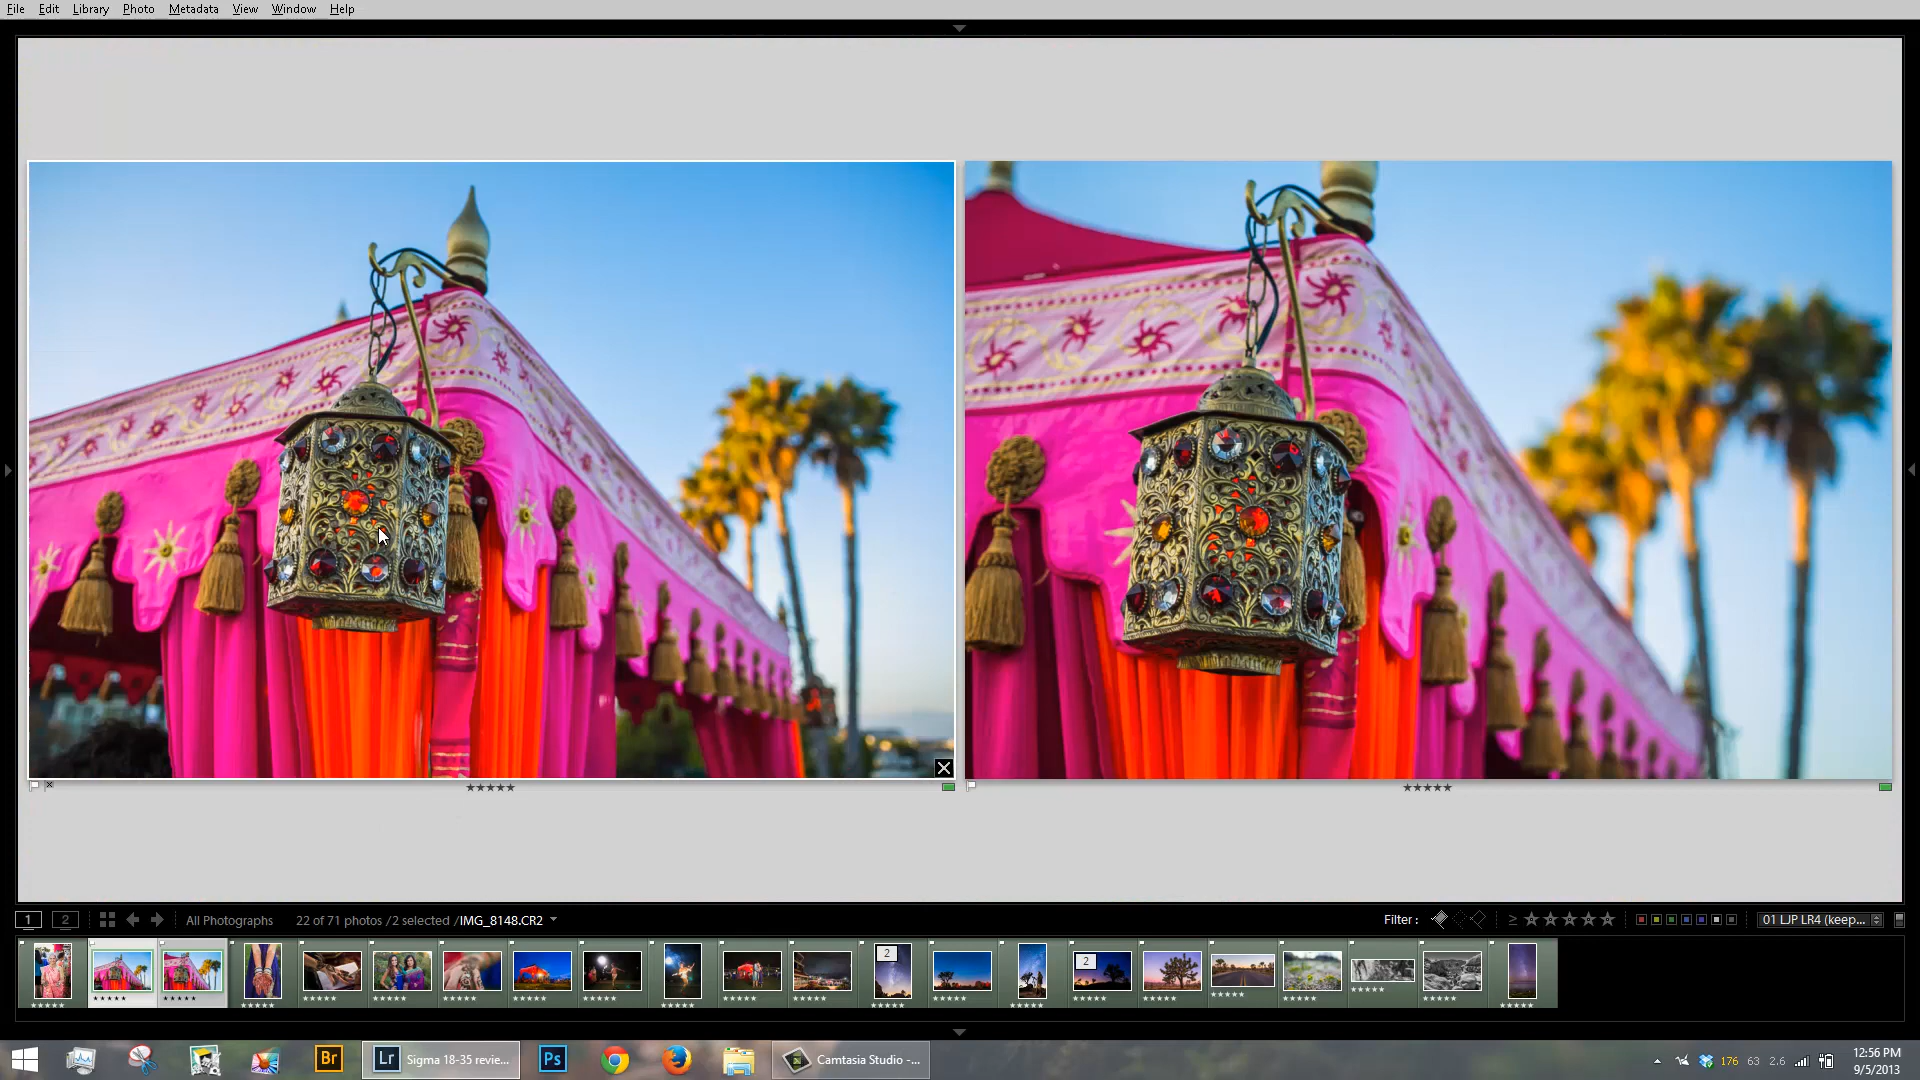 File Edit Library Photo Metadata View Window Help
1 2 All Photographs 22 of 71 photos /2 selected /IMG_8148.CR2 Filter : ≥ 01 LJP LR4 (keep...
2 2
Br Lr Sigma 18-35 revie... Ps Camtasia Studio -... 176 63 2.6 12:56 PM
9/5/2013